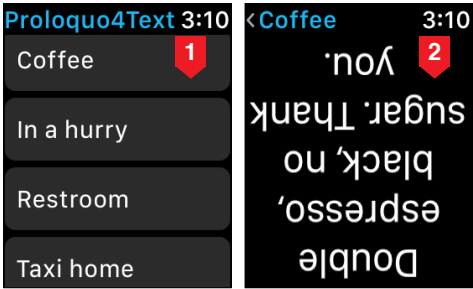 Proloquo4Text 3:10
1
Coffee
In a hurry
Restroom
Taxi home
<Coffee 3:10
2
Double
espresso,
black, no
sugar. Thank
you.